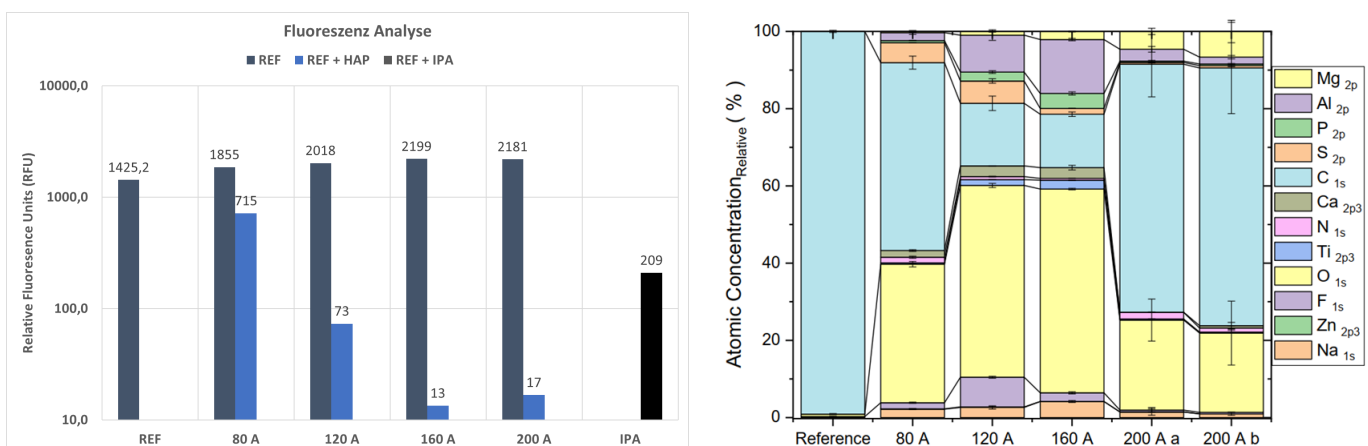 Fluoreszenz Analyse
REF REF + HAP REF + IPA
Relative Fluoreseence Units (RFU)
10000,0
1000,0
100,0
10,0
1425,2
1855
715
2018
73
2199
13
2181
17
209
REF 80 A 120 A 160 A 200 A IPA
Atomic Concentration Relative ( % )
100
80
60
40
20
0
Reference 80 A 120 A 160 A 200 A a 200 A b
Mg 2p
Al 2p
P 2p
S 2p
C 1s
Ca 2p3
N 1s
Ti 2p3
O 1s
F 1s
Zn 2p3
Na 1s